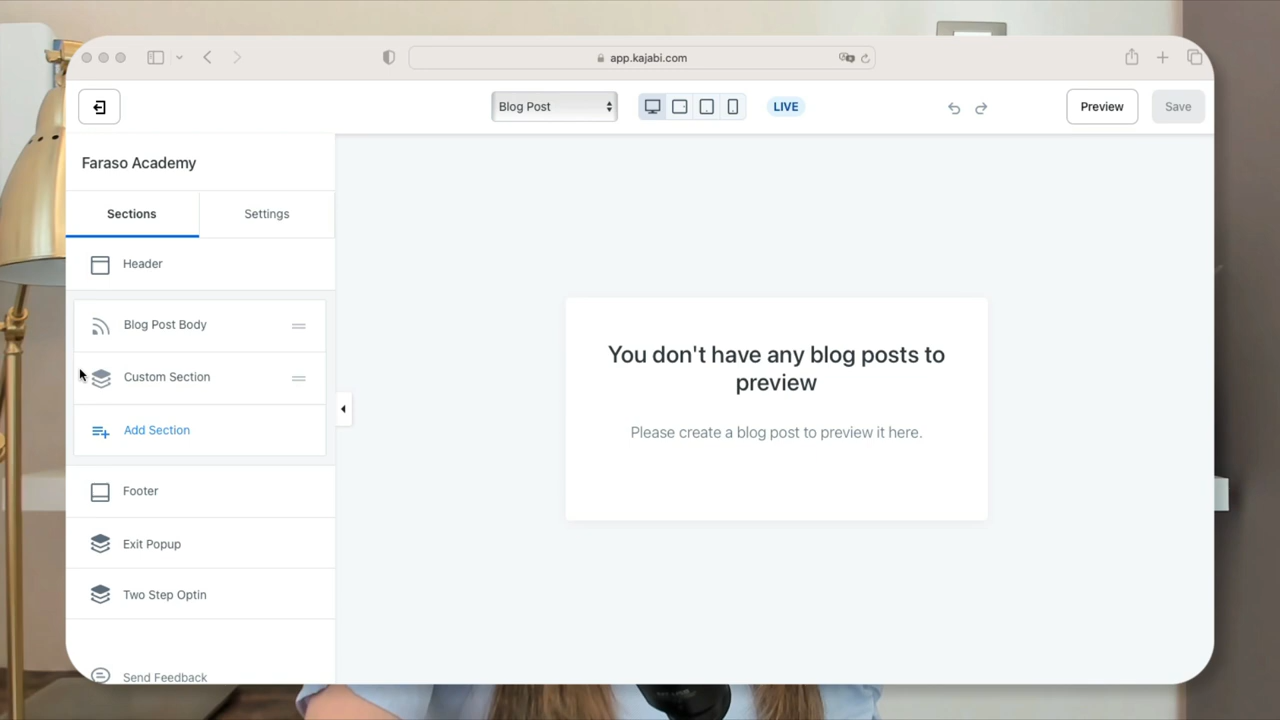 app.kajabi.com
Blog Post
LIVE
Preview
Save
Faraso Academy
Sections
Settings
Header
Blog Post Body
Custom Section
Add Section
Footer
Exit Popup
Two Step Optin
Send Feedback
You don't have any blog posts to
preview
Please create a blog post to preview it here.